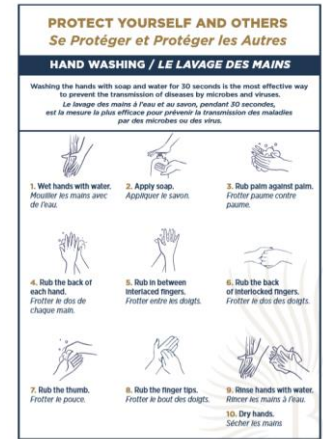 PROTECT YOURSELF AND OTHERS
Se Protéger et Protéger les Autres
HAND WASHING / LE LAVAGE DES MAINS
Washing the hands with soap and water for 30 seconds is the most effective way
to prevent the transmission of diseases by microbes and viruses.
Le lavage des mains à l'eau et au savon, pendant 30 secondes,
est la mesure la plus efficace pour prévenir la transmission des maladies
par des microbes ou des virus.
1. Wet hands with water.
Mouiller les mains avec
de l'eau.
2. Apply soap.
Appliquer le savon.
3. Rub palm against palm.
Frotter paume contre
paume.
4. Rub the back of
each hand.
Frotter le dos de
chaque main.
5. Rub in between
interlaced fingers.
Frotter entre les doigts.
6. Rub the back
of interlocked fingers.
Frotter le dos des doigts.
7. Rub the thumb.
Frotter le pouce.
8. Rub the finger tips.
Frotter le bout des doigts.
9. Rinse hands with water.
Rincer les mains à l'eau.
10. Dry hands.
Sécher les mains